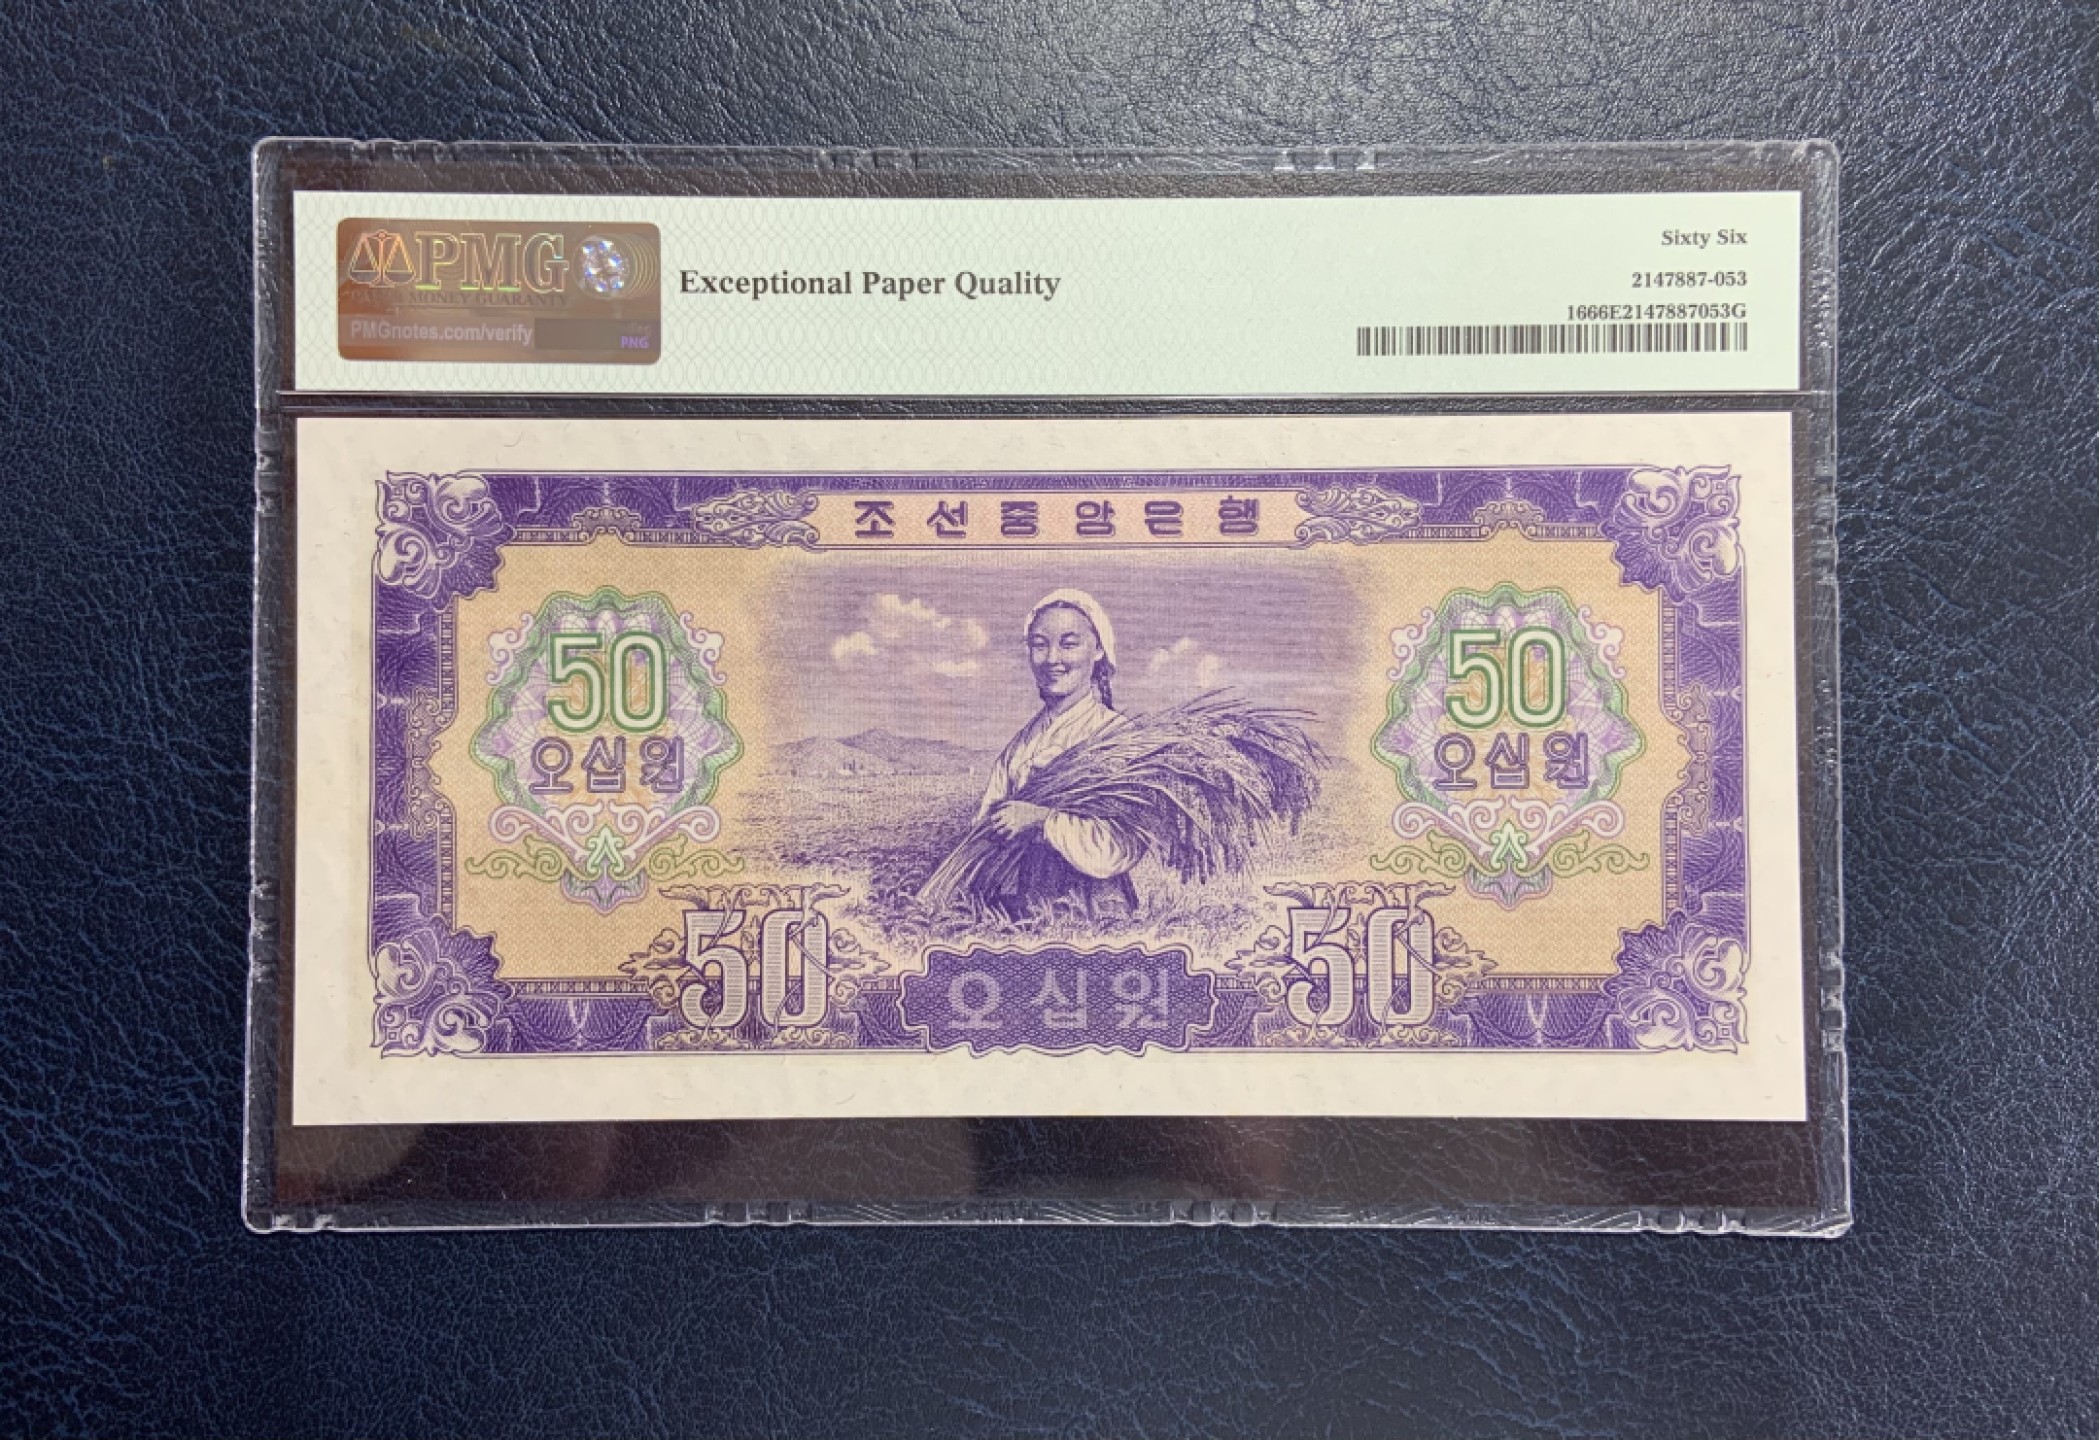 PMG
PAPER MONEY GUARANTY
PMGnotes.com/verify
PNG
Exceptional Paper Quality
Sixty Six
2147887-053
1666E2147887053G
조선중앙은행
50
오십원
50
오십원
50
오십원
50